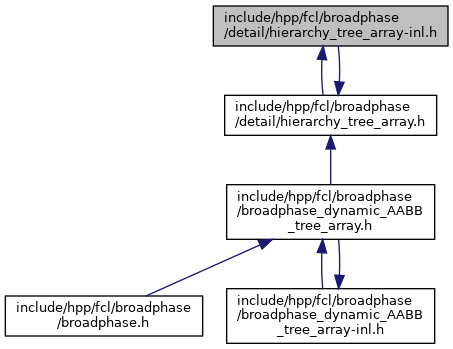 include/hpp/fcl/broadphase
/detail/hierarchy_tree_array-inl.h
include/hpp/fcl/broadphase
/detail/hierarchy_tree_array.h
include/hpp/fcl/broadphase
/broadphase_dynamic_AABB
_tree_array.h
include/hpp/fcl/broadphase
/broadphase.h
include/hpp/fcl/broadphase
/broadphase_dynamic_AABB
_tree_array-inl.h